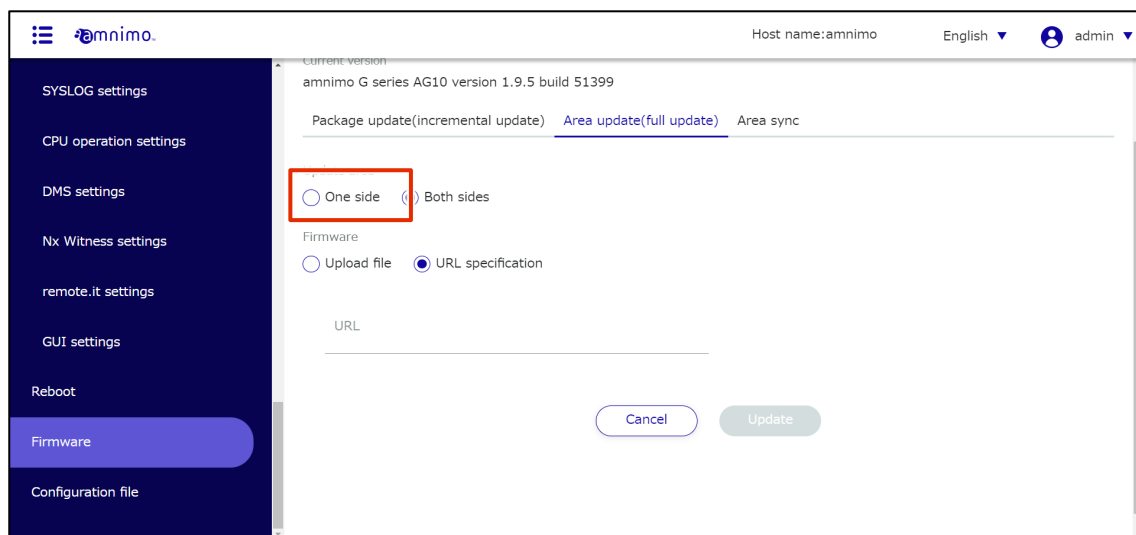 amnimo
Host name:amnimo
English
admin
SYSLOG settings
CPU operation settings
DMS settings
Nx Witness settings
remote.it settings
GUI settings
Reboot
Firmware
Configuration file
Current version
amnimo G series AG10 version 1.9.5 build 51399
Package update(incremental update) Area update(full update) Area sync
One side Both sides
Firmware
Upload file URL specification
URL
Cancel Update